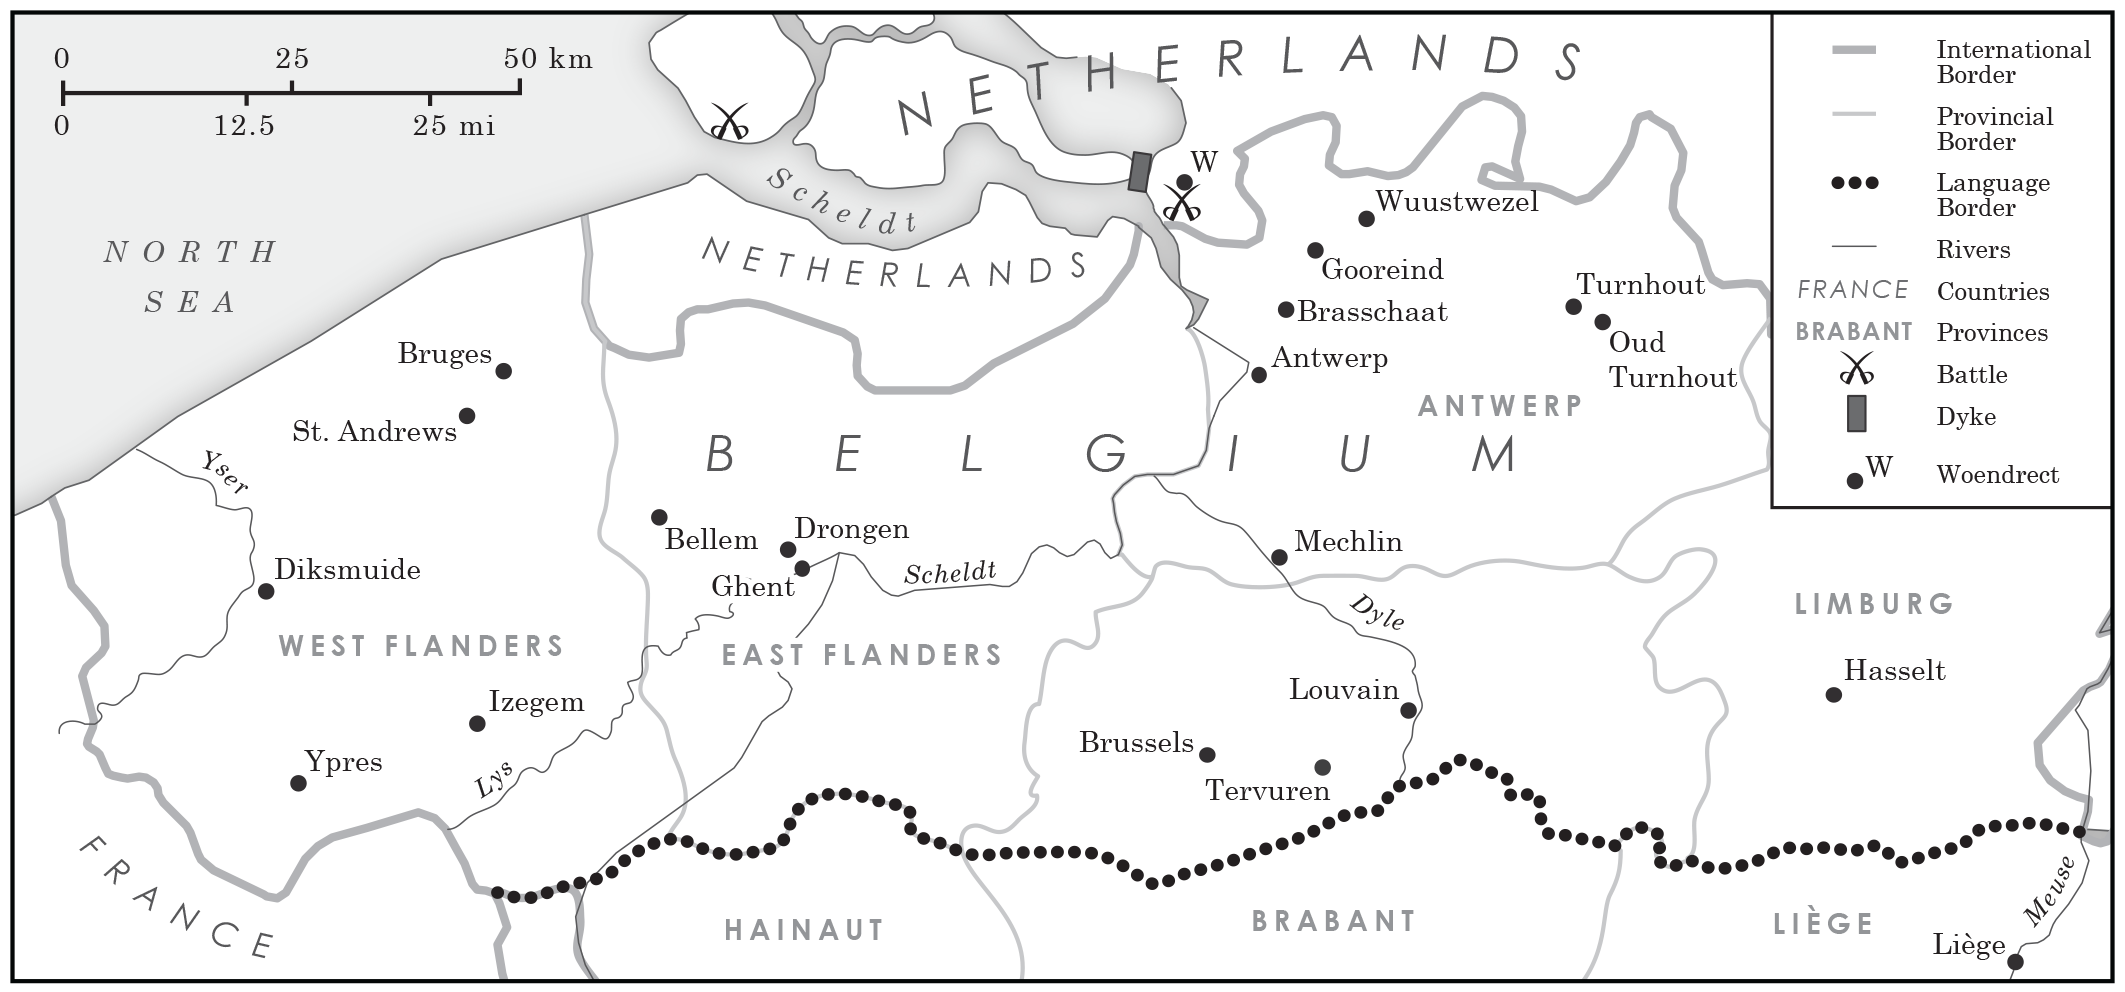 0 25 50 km
0 12.5 25 mi
NETHERLANDS
NORTH
SEA
Scheldt
NETHERLANDS
W
Wuustwezel
Gooreind
Brasschaat
Turnhout
Oud
Turnhout
Antwerp
ANTWERP
Bruges
St. Andrews
BELGIUM
Yser
Bellem
Drongen
Ghent
Scheldt
Mechlin
Diksmuide
Dyle
WEST FLANDERS
EAST FLANDERS
LIMBURG
Hasselt
Izegem
Louvain
Ypres
Lys
Brussels
Tervuren
FRANCE
HAINAUT
BRABANT
LIÈGE
Meuse
Liège
International
Border
Provincial
Border
Language
Border
Rivers
FRANCE Countries
BRABANT Provinces
Battle
Dyke
W Woendrect